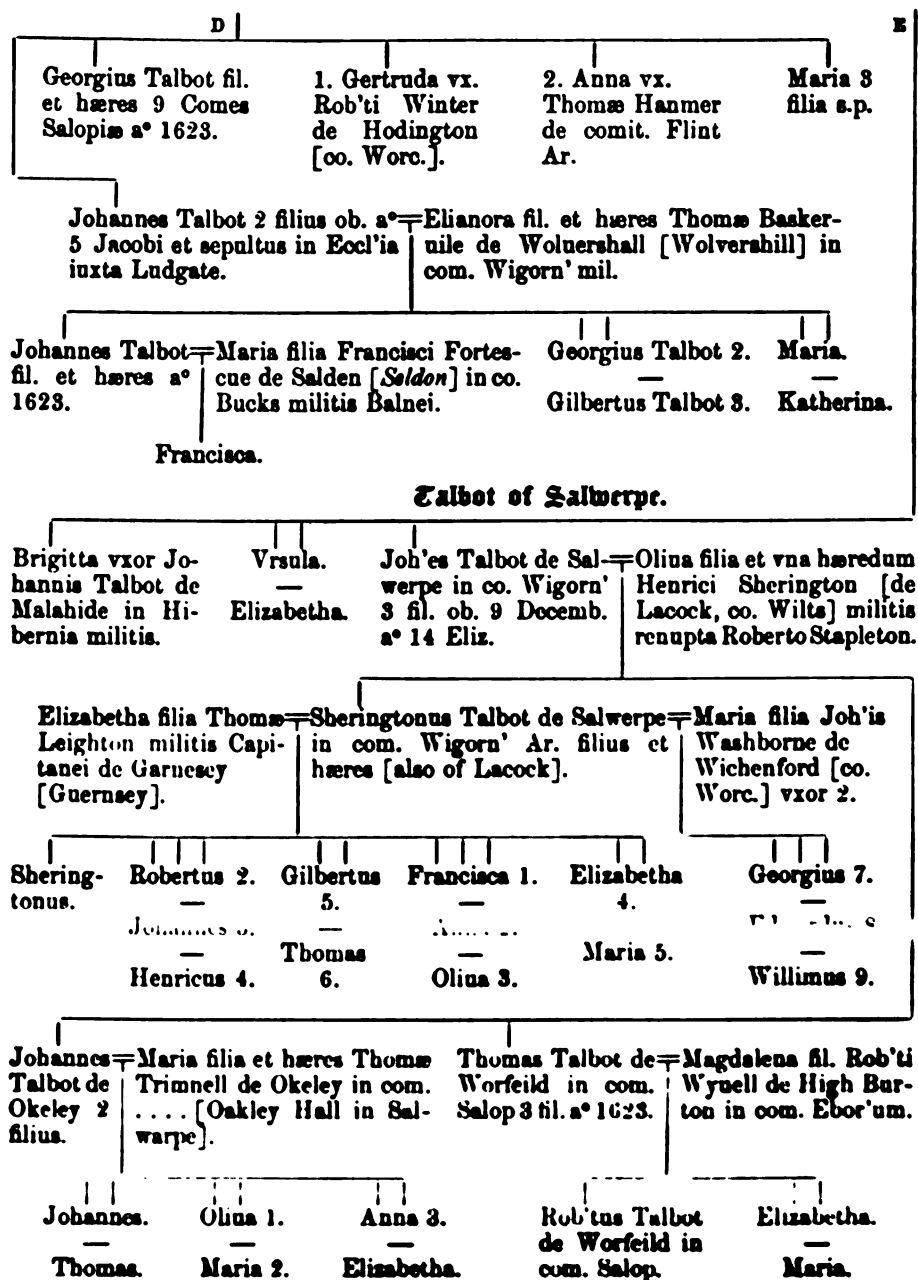 D
E
Georgius Talbot fil.
et hæres 9 Comes
Salopiæ a° 1623.
1. Gertruda vx.
Rob'ti Winter
de Hodington
[co. Worc.].
2. Anna vx.
Thomæ Hanmer
de comit. Flint
Ar.
Maria 3
filia s.p.
Johannes Talbot 2 filius ob. a°
5 Jacobi et sepultus in Eccl'ia
iuxta Ludgate.
Elianora fil. et hæres Thomæ Basker-
uile de Woluershall [Wolvershill] in
com. Wigorn' mil.
Johannes Talbot
fil. et hæres a°
1623.
Maria filia Francisci Fortes-
cue de Salden [Seldon] in co.
Bucks militis Balnei.
Georgius Talbot 2.
—
Gilbertus Talbot 3.
Maria.
—
Katherina.
Francisca.
Talbot of Salwerpe.
Brigitta vxor Jo-
hannis Talbot de
Malahide in Hi-
bernia militis.
Vrsula.
—
Elizabetha.
Joh'es Talbot de Sal-
werpe in co. Wigorn'
3 fil. ob. 9 Decemb.
a° 14 Eliz.
Oliua filia et vna hæredum
Henrici Sherington [de
Lacock, co. Wilts] militis
renupta Roberto Stapleton.
Elizabetha filia Thomæ
Leighton militis Capi-
tanei de Garnesey
[Guernsey].
Sheringtonus Talbot de Salwerpe
in com. Wigorn' Ar. filius et
hæres [also of Lacock].
Maria filia Joh'is
Washborne de
Wichenford [co.
Worc.] vxor 2.
Shering-
tonus.
Robertus 2.
—
Johannes 3.
—
Henricus 4.
Gilbertus
5.
—
Thomas
6.
Francisca 1.
—
—
Oliua 3.
Elizabetha
4.
Maria 5.
Georgius 7.
—
—
Willimus 9.
Johannes
Talbot de
Okeley 2
filius.
Maria filia et hæres Thomæ
Trimnell de Okeley in com.
. . . . [Oakley Hall in Sal-
warpe].
Thomas Talbot de
Worfeild in com.
Salop 3 fil. a° 1623.
Magdalena fil. Rob'ti
Wynell de High Bur-
ton in com. Ebor'um.
Johannes.
—
Thomas.
Oliua 1.
—
Maria 2.
Anna 3.
—
Elizabetha.
Rob'tus Talbot
de Worfeild in
com. Salop.
Elizabetha.
—
Maria.